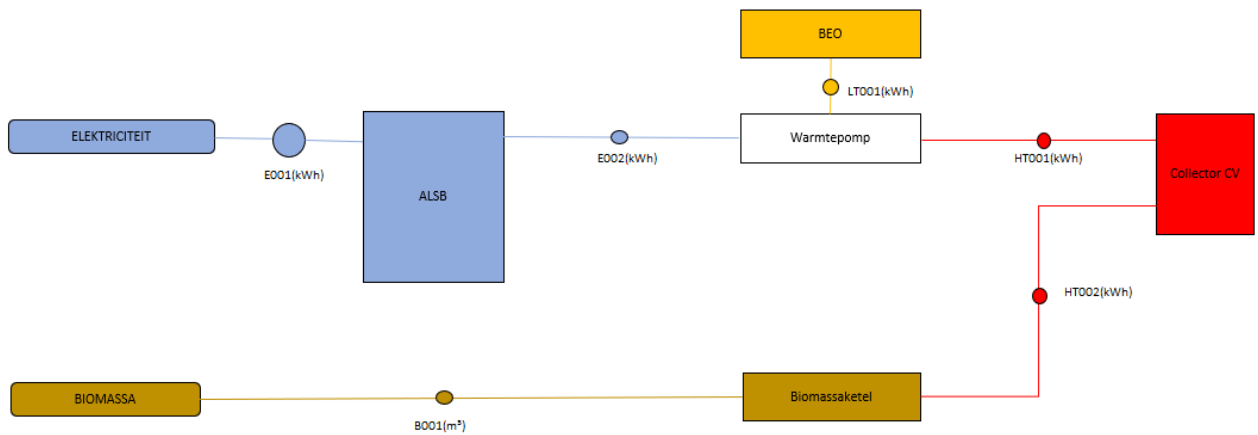 BEO
LT001(kWh)
ELEKTRICITEIT
E001(kWh)
ALSB
E002(kWh)
Warmtepomp
HT001(kWh)
Collector CV
HT002(kWh)
BIOMASSA
B001(m³)
Biomassaketel